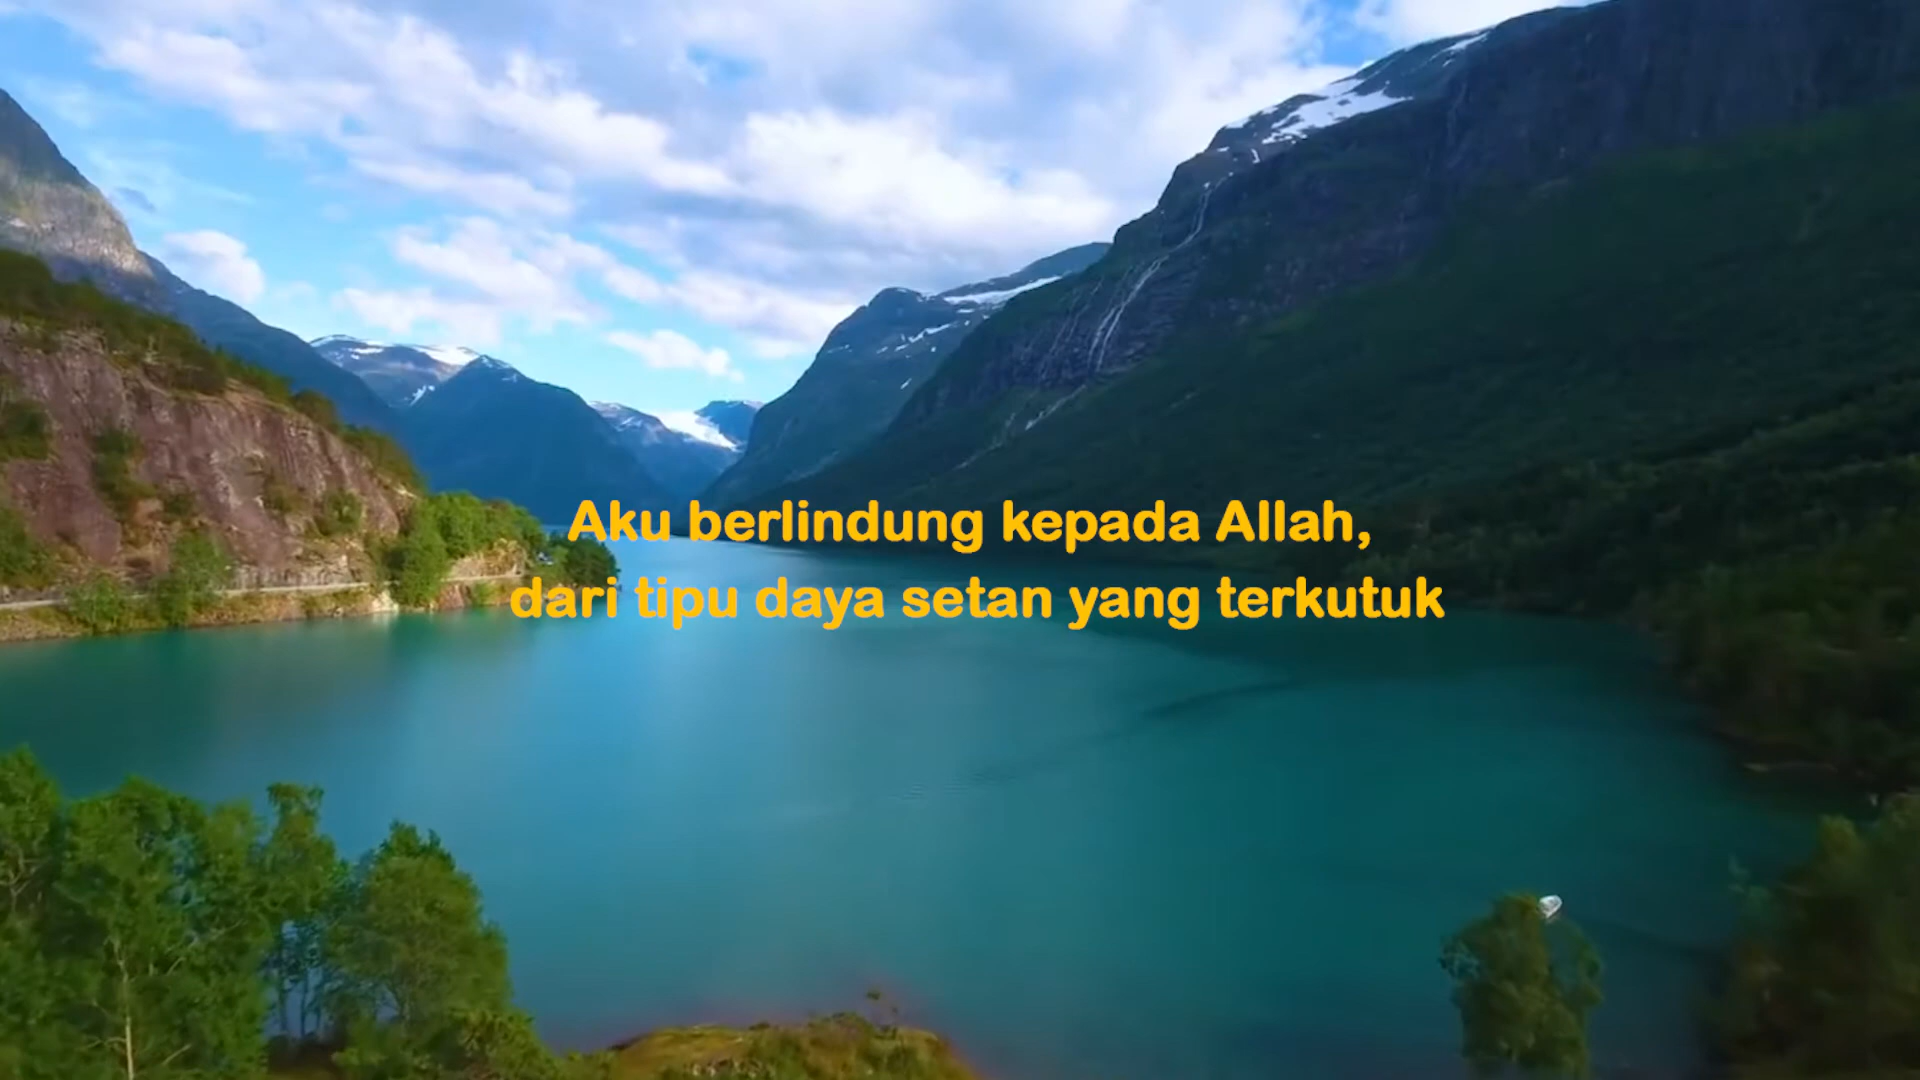 Aku berlindung kepada Allah,
dari tipu daya setan yang terkutuk